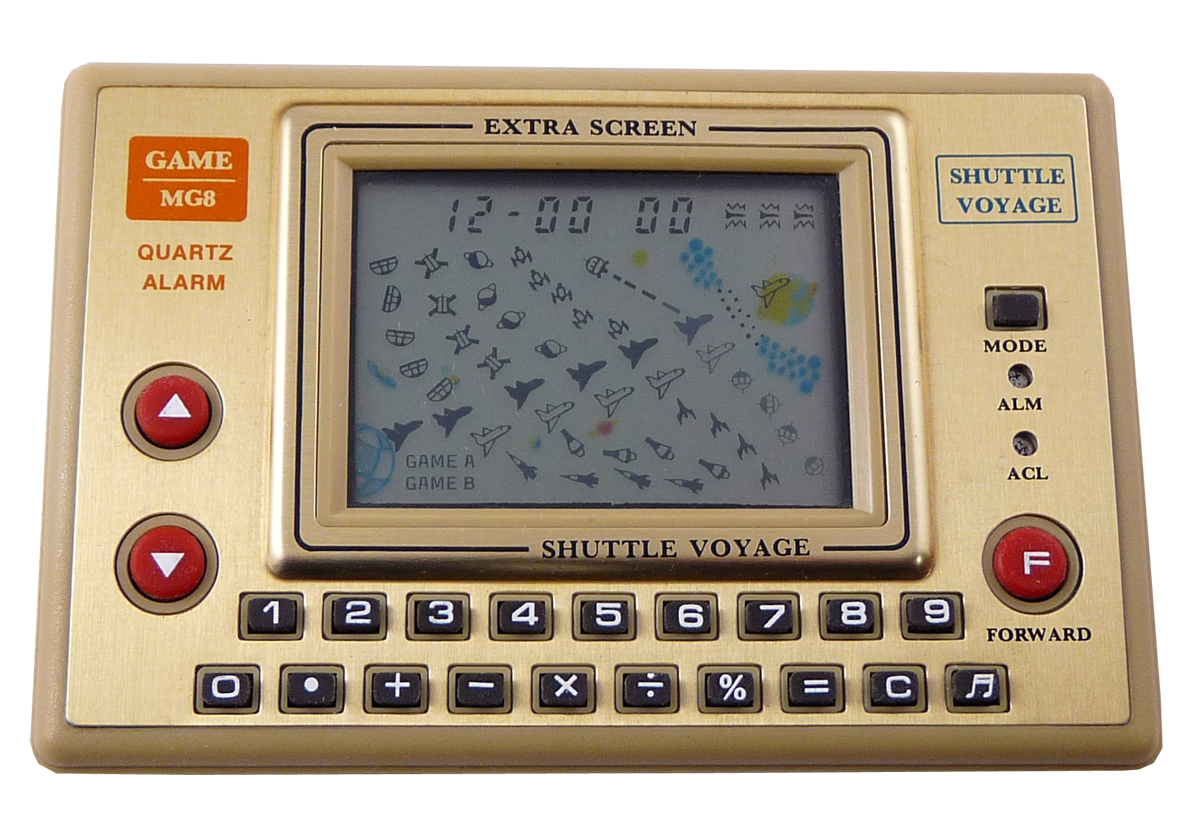 EXTRA SCREEN
GAME
MG8
QUARTZ
ALARM
SHUTTLE
VOYAGE
12-00 00
GAME A
GAME B
MODE
ALM
ACL
SHUTTLE VOYAGE
F
FORWARD
1 2 3 4 5 6 7 8 9
0 • + − × ÷ % = C ♬